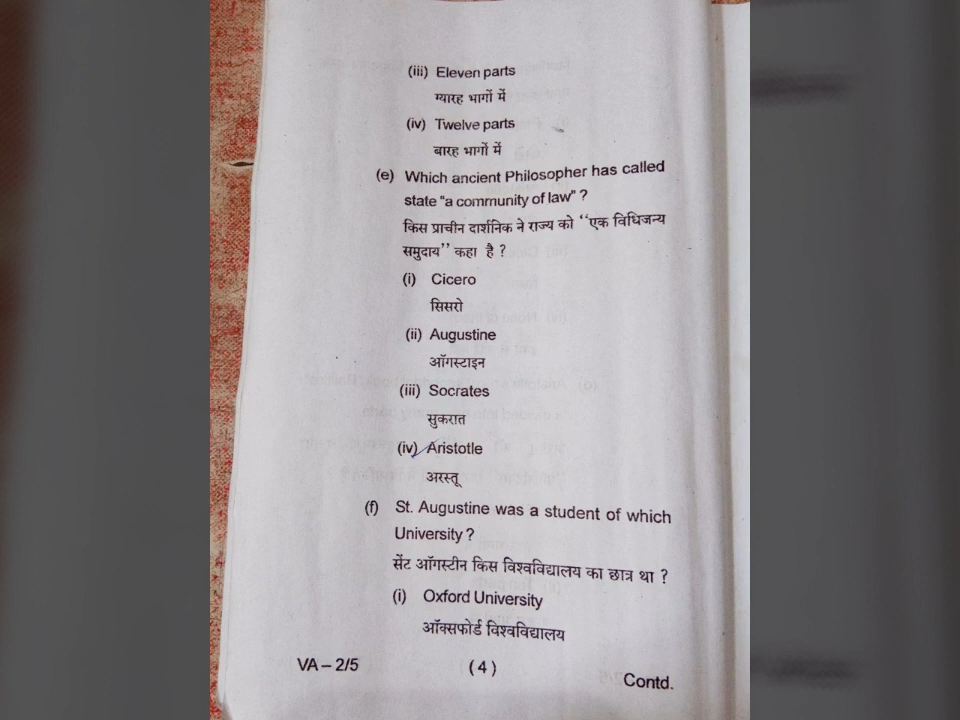 (iii) Eleven parts
ग्यारह भागों में
(iv) Twelve parts
बारह भागों में
(e) Which ancient Philosopher has called
state "a community of law" ?
किस प्राचीन दार्शनिक ने राज्य को ''एक विधिजन्य
समुदाय'' कहा है ?
(i) Cicero
सिसरो
(ii) Augustine
ऑगस्टाइन
(iii) Socrates
सुकरात
(iv) Aristotle
अरस्तू
(f) St. Augustine was a student of which
University ?
सेंट ऑगस्टीन किस विश्वविद्यालय का छात्र था ?
(i) Oxford University
ऑक्सफोर्ड विश्वविद्यालय
VA – 2/5 (4) Contd.